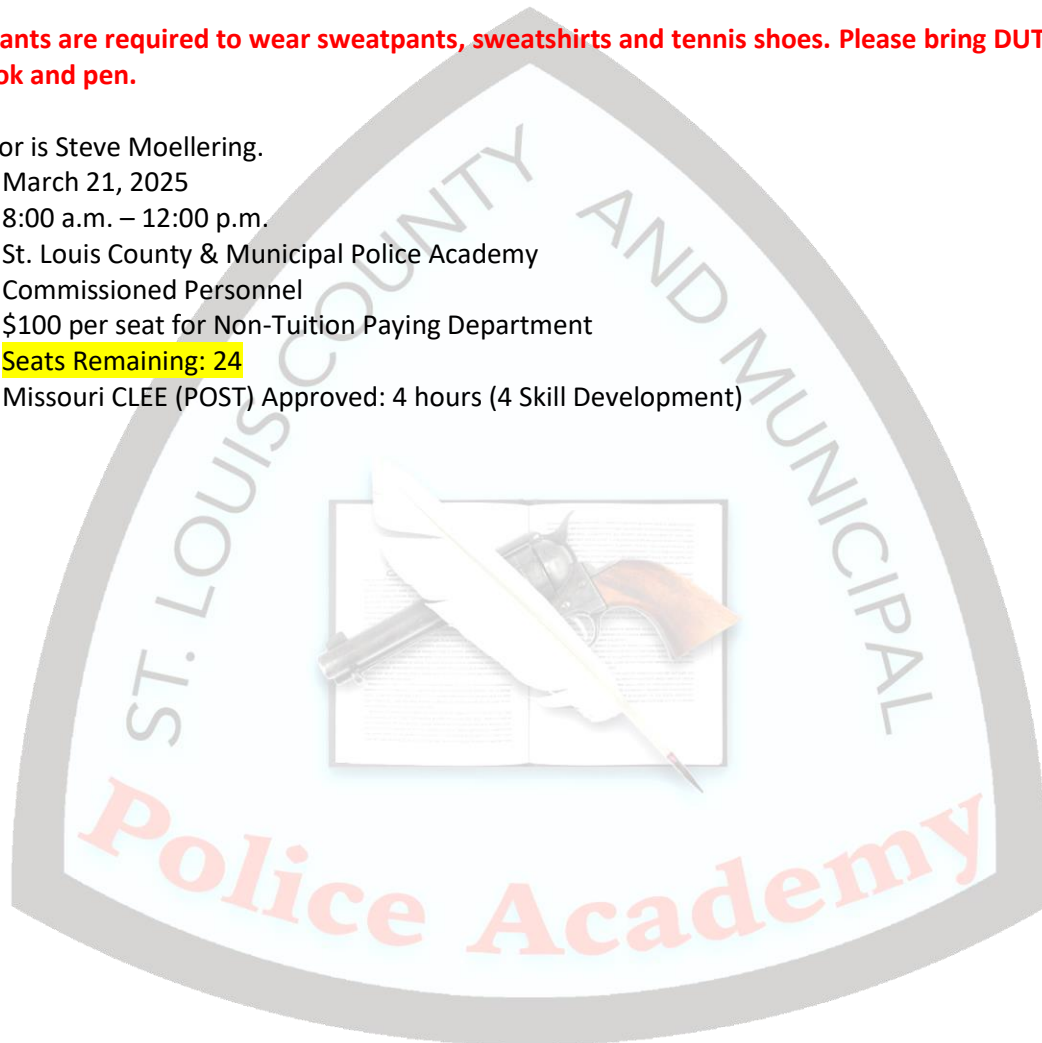 ants are required to wear sweatpants, sweatshirts and tennis shoes. Please bring DUT
ok and pen.
or is Steve Moellering.
March 21, 2025
8:00 a.m. – 12:00 p.m.
St. Louis County & Municipal Police Academy
Commissioned Personnel
$100 per seat for Non-Tuition Paying Department
Seats Remaining: 24
Missouri CLEE (POST) Approved: 4 hours (4 Skill Development)
ST. LOUIS COUNTY AND MUNICIPAL
Police Academy